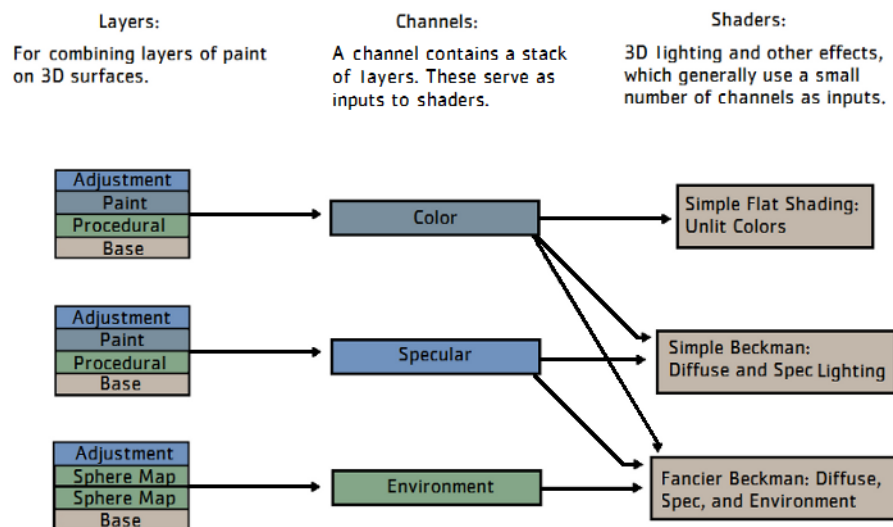 Layers:
For combining layers of paint
on 3D surfaces.
Channels:
A channel contains a stack
of layers. These serve as
inputs to shaders.
Shaders:
3D lighting and other effects,
which generally use a small
number of channels as inputs.
Adjustment
Paint
Procedural
Base
Color
Simple Flat Shading:
Unlit Colors
Adjustment
Paint
Procedural
Base
Specular
Simple Beckman:
Diffuse and Spec Lighting
Adjustment
Sphere Map
Sphere Map
Base
Environment
Fancier Beckman: Diffuse,
Spec, and Environment